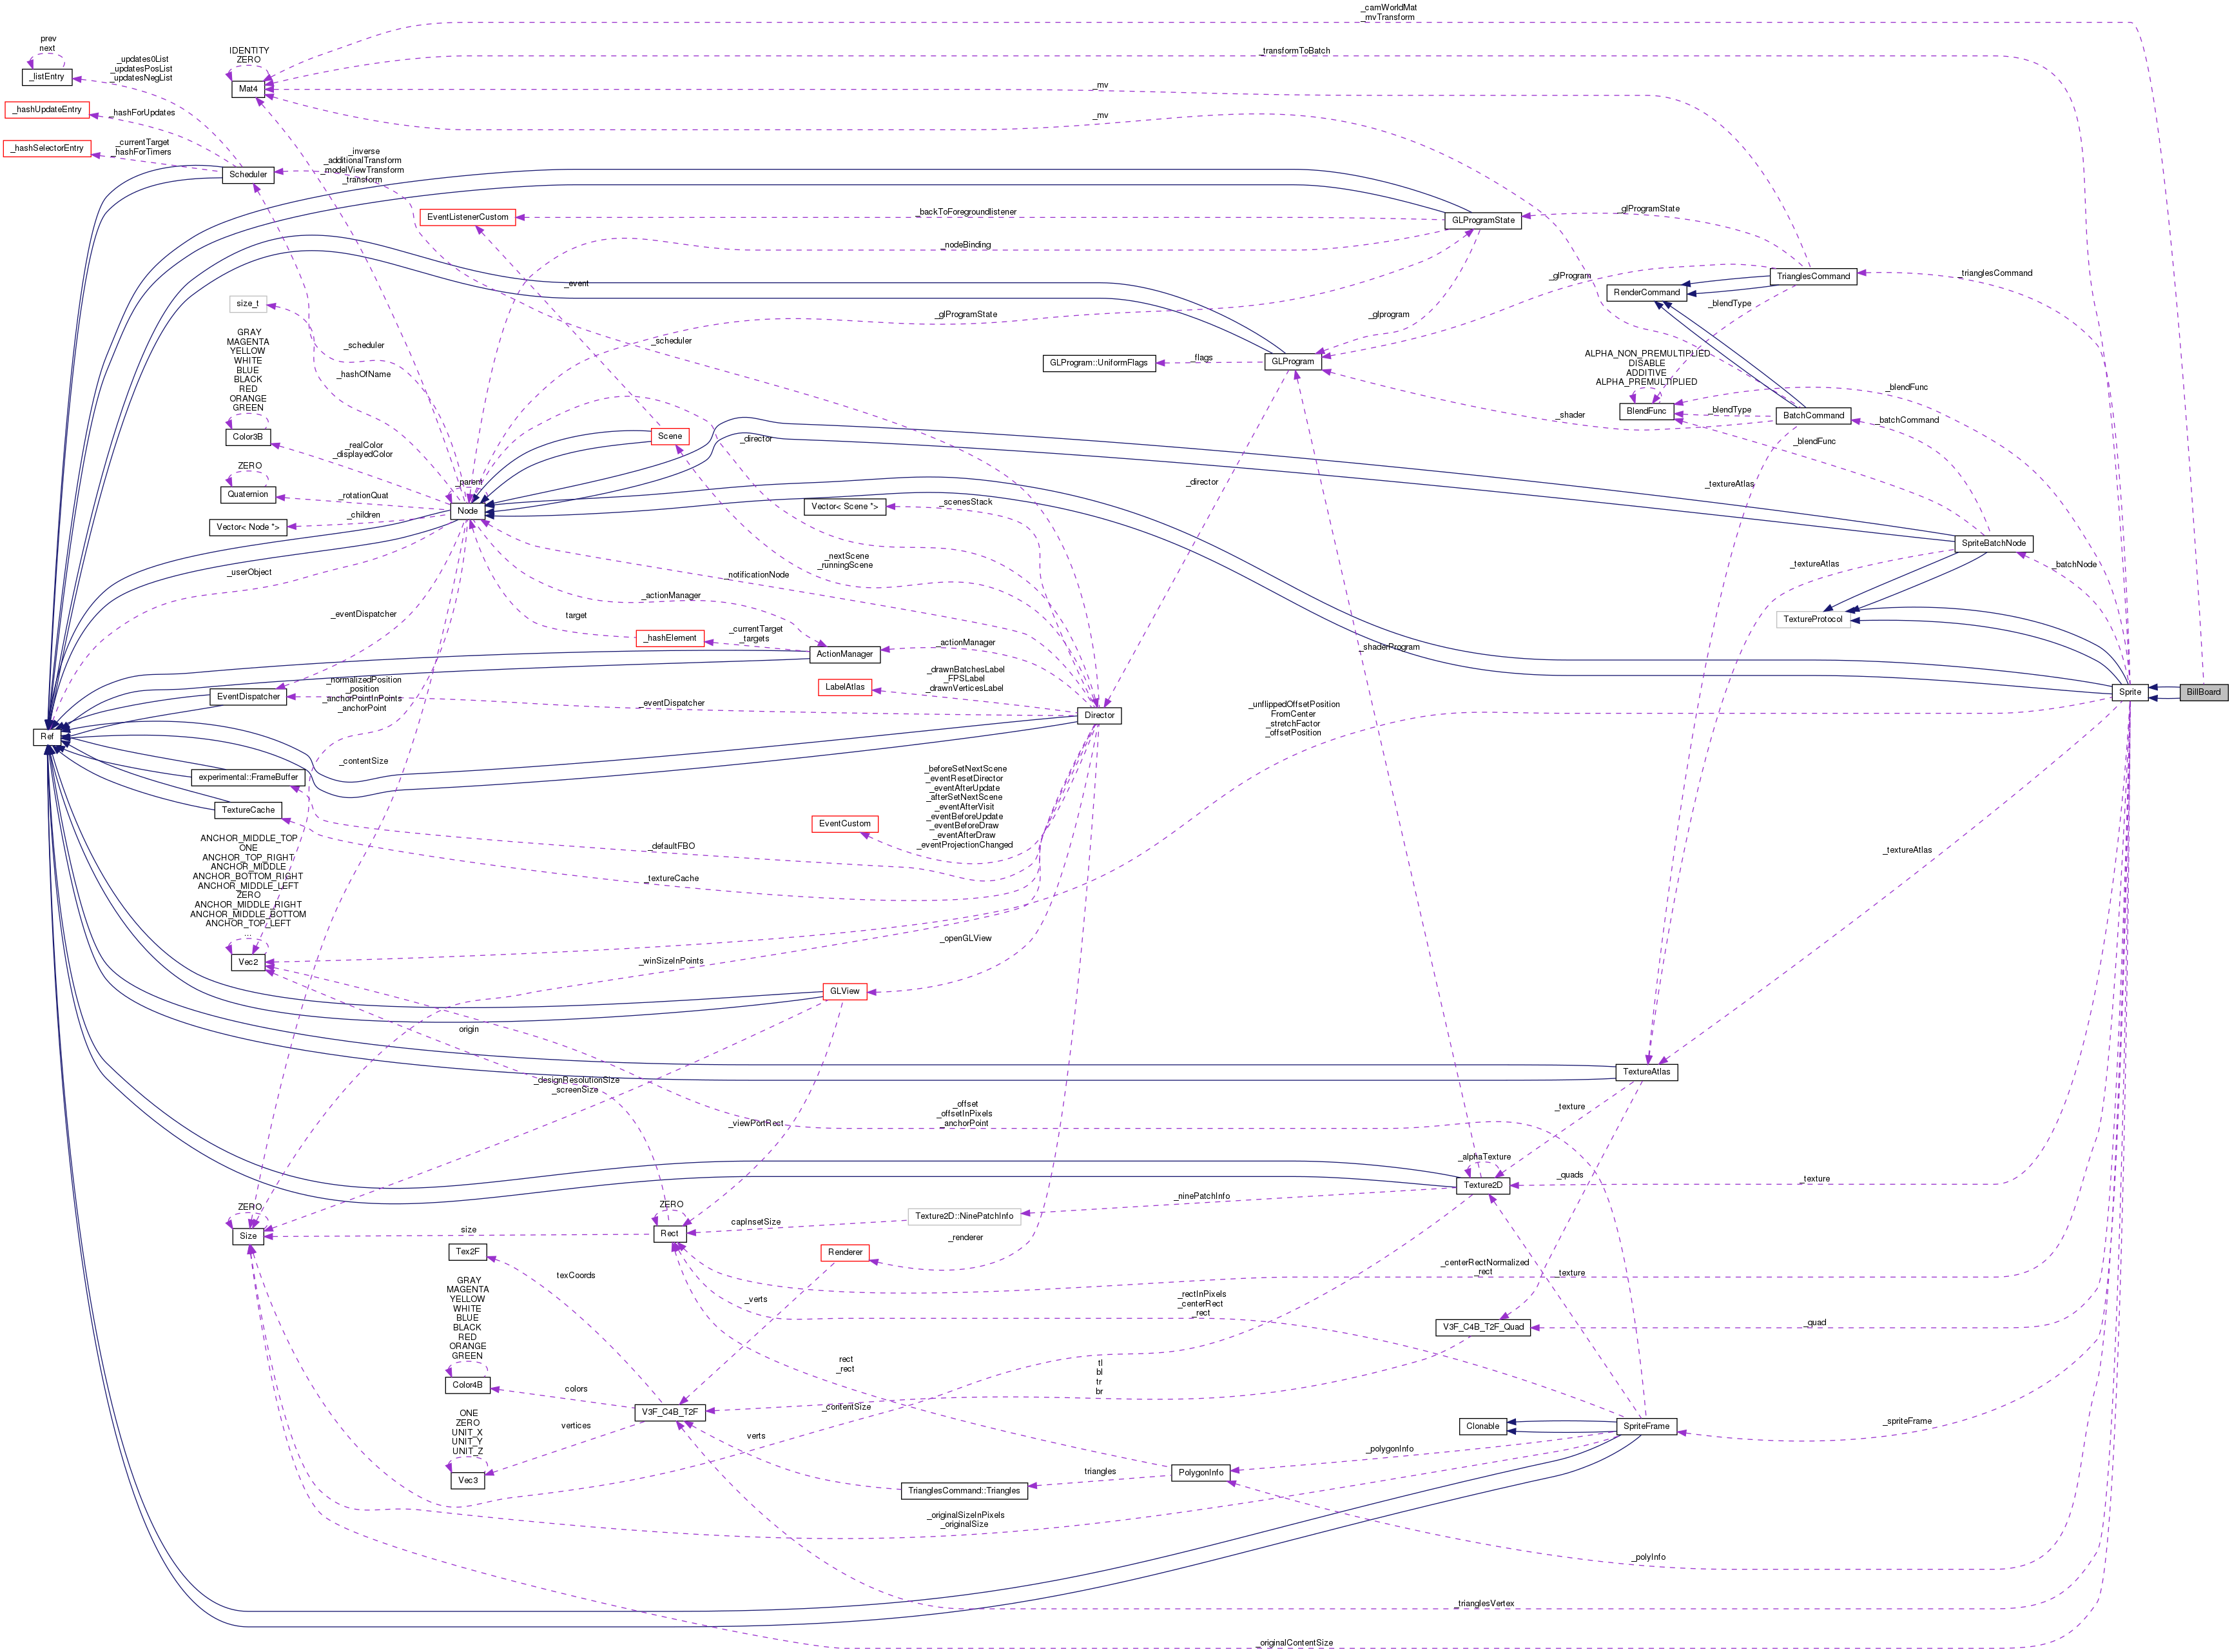 _camWorldMat
_mvTransform
prev
next
_updates0List
_updatesPosList
_updatesNegList
IDENTITY
ZERO
_transformToBatch
_listEntry
Mat4
_mv
_hashUpdateEntry
_hashForUpdates
_mv
_hashSelectorEntry
_currentTarget
_hashForTimers
_inverse
_additionalTransform
_modelViewTransform
_transform
Scheduler
EventListenerCustom
_backToForegroundlistener
GLProgramState
_glProgramState
_nodeBinding
_event
_glProgram
TrianglesCommand
_trianglesCommand
RenderCommand
size_t
_blendType
_glProgramState
_glprogram
GRAY
MAGENTA
YELLOW
WHITE
BLUE
BLACK
RED
ORANGE
GREEN
_scheduler
_scheduler
_hashOfName
GLProgram::UniformFlags
_flags
GLProgram
ALPHA_NON_PREMULTIPLIED
DISABLE
ADDITIVE
ALPHA_PREMULTIPLIED
_blendFunc
BlendFunc
_blendType
BatchCommand
_shader
_batchCommand
Color3B
_realColor
_displayedColor
Scene
_director
_blendFunc
ZERO
Quaternion
_rotationQuat
_parent
Node
_director
_textureAtlas
Vector< Node *>
_children
Vector< Scene *>
_scenesStack
SpriteBatchNode
_nextScene
_runningScene
_textureAtlas
_batchNode
_userObject
_notificationNode
_actionManager
_eventDispatcher
target
TextureProtocol
_hashElement
_currentTarget
_targets
ActionManager
_actionManager
_shaderProgram
_drawnBatchesLabel
_FPSLabel
_drawnVerticesLabel
LabelAtlas
_normalizedPosition
_position
_anchorPointInPoints
_anchorPoint
EventDispatcher
_eventDispatcher
Director
_unflippedOffsetPosition
FromCenter
_stretchFactor
_offsetPosition
Sprite
BillBoard
Ref
_contentSize
experimental::FrameBuffer
_beforeSetNextScene
_eventResetDirector
_eventAfterUpdate
_afterSetNextScene
_eventAfterVisit
_eventBeforeUpdate
_eventBeforeDraw
_eventAfterDraw
_eventProjectionChanged
TextureCache
EventCustom
_defaultFBO
_textureAtlas
ANCHOR_MIDDLE_TOP
ONE
ANCHOR_TOP_RIGHT
ANCHOR_MIDDLE
ANCHOR_BOTTOM_RIGHT
ANCHOR_MIDDLE_LEFT
ZERO
ANCHOR_MIDDLE_RIGHT
ANCHOR_MIDDLE_BOTTOM
ANCHOR_TOP_LEFT
...
_textureCache
_openGLView
Vec2
_winSizeInPoints
GLView
origin
TextureAtlas
_designResolutionSize
_screenSize
_offset
_offsetInPixels
_anchorPoint
_texture
_viewPortRect
_alphaTexture
_quads
_texture
Texture2D
_ninePatchInfo
Texture2D::NinePatchInfo
ZERO
Rect
capInsetSize
ZERO
Size
size
_renderer
Tex2F
Renderer
texCoords
_centerRectNormalized
_rect
_texture
GRAY
MAGENTA
YELLOW
WHITE
BLUE
BLACK
RED
ORANGE
GREEN
_verts
_rectInPixels
_centerRect
_rect
V3F_C4B_T2F_Quad
_quad
rect
_rect
tl
bl
tr
br
Color4B
colors
V3F_C4B_T2F
_contentSize
ONE
ZERO
UNIT_X
UNIT_Y
UNIT_Z
vertices
verts
Clonable
SpriteFrame
_spriteFrame
_polygonInfo
Vec3
triangles
PolygonInfo
TrianglesCommand::Triangles
_originalSizeInPixels
_originalSize
_polyInfo
_trianglesVertex
_originalContentSize